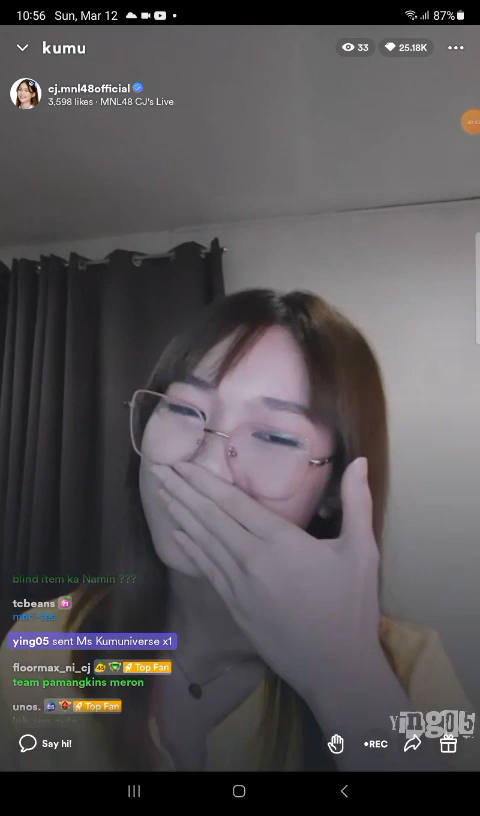 10:56 Sun, Mar 12 87%
kumu 33 25.18K
cj.mnl48official
3,598 likes · MNL48 CJ's Live
blind item ka Namin ???
tcbeans
ying05 sent Ms Kumuniverse x1
floormax_ni_cj 48 Top Fan
team pamangkins meron
unos. Top Fan
Say hi! •REC
Ying05